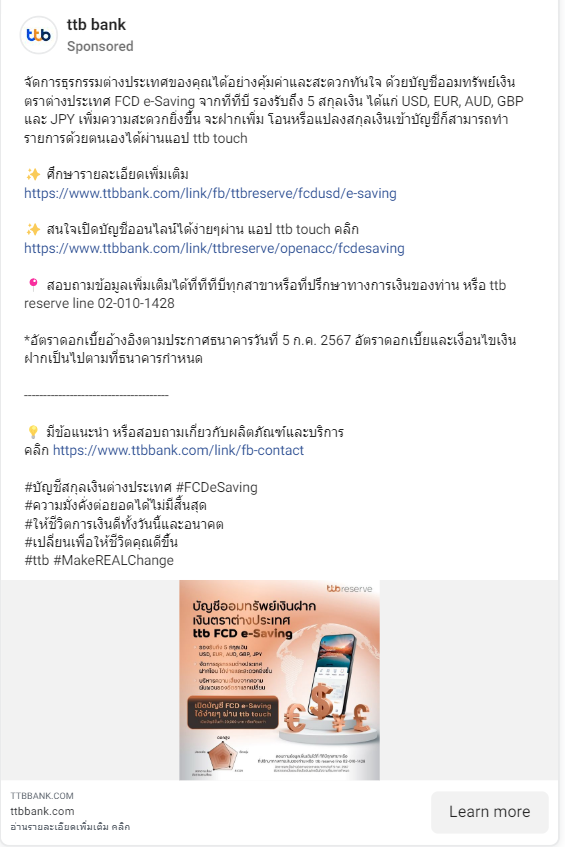 ttb bank
Sponsored
จัดการธุรกรรมต่างประเทศของคุณได้อย่างคุ้มค่าและสะดวกทันใจ ด้วยบัญชีออมทรัพย์เงิน
ตราต่างประเทศ FCD e-Saving จากทีทีบี รองรับถึง 5 สกุลเงิน ได้แก่ USD, EUR, AUD, GBP
และ JPY เพิ่มความสะดวกยิ่งขึ้น จะฝากเพิ่ม โอนหรือแปลงสกุลเงินเข้าบัญชีก็สามารถทำ
รายการด้วยตนเองได้ผ่านแอป ttb touch
✨ ศึกษารายละเอียดเพิ่มเติม
https://www.ttbbank.com/link/fb/ttbreserve/fcdusd/e-saving
✨ สนใจเปิดบัญชีออนไลน์ได้ง่ายๆผ่าน แอป ttb touch คลิก
https://www.ttbbank.com/link/ttbreserve/openacc/fcdesaving
📍 สอบถามข้อมูลเพิ่มเติมได้ที่ทีทีบีทุกสาขาหรือที่ปรึกษาทางการเงินของท่าน หรือ ttb
reserve line 02-010-1428
*อัตราดอกเบี้ยอ้างอิงตามประกาศธนาคารวันที่ 5 ก.ค. 2567 อัตราดอกเบี้ยและเงื่อนไขเงิน
ฝากเป็นไปตามที่ธนาคารกำหนด
-------------------------------------
💡 มีข้อแนะนำ หรือสอบถามเกี่ยวกับผลิตภัณฑ์และบริการ
คลิก https://www.ttbbank.com/link/fb-contact
#บัญชีสกุลเงินต่างประเทศ #FCDeSaving
#ความมั่งคั่งต่อยอดได้ไม่มีสิ้นสุด
#ให้ชีวิตการเงินดีทั้งวันนี้และอนาคต
#เปลี่ยนเพื่อให้ชีวิตคุณดีขึ้น
#ttb #MakeREALChange
ttbreserve
บัญชีออมทรัพย์เงินฝาก
เงินตราต่างประเทศ
ttb FCD e-Saving
รองรับถึง 5 สกุลเงิน
USD, EUR, AUD, GBP, JPY
เปิดบัญชี FCD e-Saving
ได้ง่ายๆ ผ่าน ttb touch
TTBBANK.COM
ttbbank.com
อ่านรายละเอียดเพิ่มเติม คลิก
Learn more